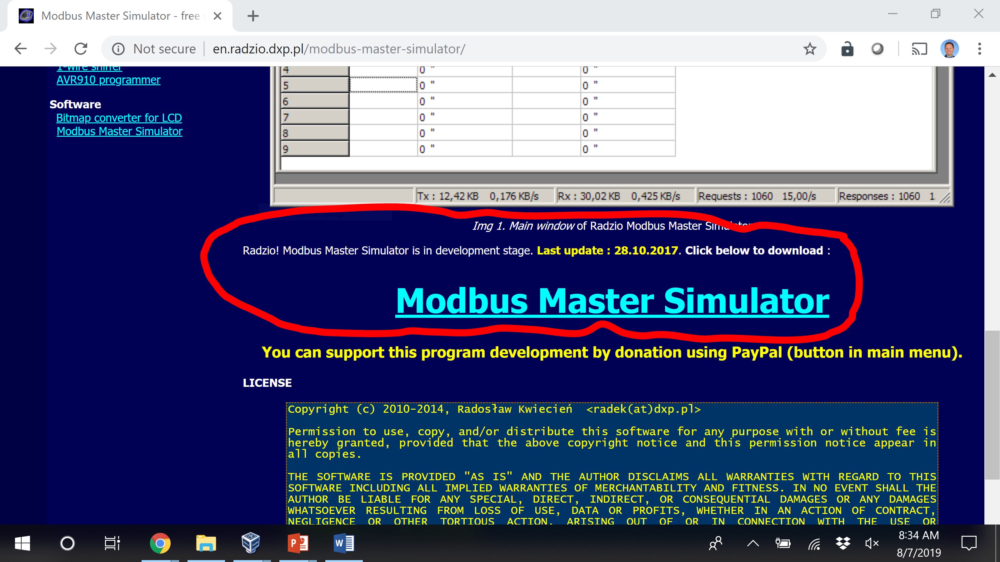 Modbus Master Simulator - free
Not secure
en.radzio.dxp.pl/modbus-master-simulator/
1-wire sniffer
AVR910 programmer
Software
Bitmap converter for LCD
Modbus Master Simulator
4 0 " 0 "
5 0 " 0 "
6 0 " 0 "
7 0 " 0 "
8 0 " 0 "
9 0 " 0 "
Tx : 12,42 KB 0,176 KB/s Rx : 30,02 KB 0,425 KB/s Requests : 1060 15,00/s Responses : 1060
Img 1. Main window of Radzio Modbus Master Simulator
Radzio! Modbus Master Simulator is in development stage. Last update : 28.10.2017. Click below to download :
Modbus Master Simulator
You can support this program development by donation using PayPal (button in main menu).
LICENSE
Copyright (c) 2010-2014, Radosław Kwiecień <radek(at)dxp.pl>
Permission to use, copy, and/or distribute this software for any purpose with or without fee is
hereby granted, provided that the above copyright notice and this permission notice appear in
all copies.
THE SOFTWARE IS PROVIDED "AS IS" AND THE AUTHOR DISCLAIMS ALL WARRANTIES WITH REGARD TO THIS
SOFTWARE INCLUDING ALL IMPLIED WARRANTIES OF MERCHANTABILITY AND FITNESS. IN NO EVENT SHALL THE
AUTHOR BE LIABLE FOR ANY SPECIAL, DIRECT, INDIRECT, OR CONSEQUENTIAL DAMAGES OR ANY DAMAGES
WHATSOEVER RESULTING FROM LOSS OF USE, DATA OR PROFITS, WHETHER IN AN ACTION OF CONTRACT,
NEGLIGENCE OR OTHER TORTIOUS ACTION, ARISING OUT OF OR IN CONNECTION WITH THE USE OR
8:34 AM
8/7/2019